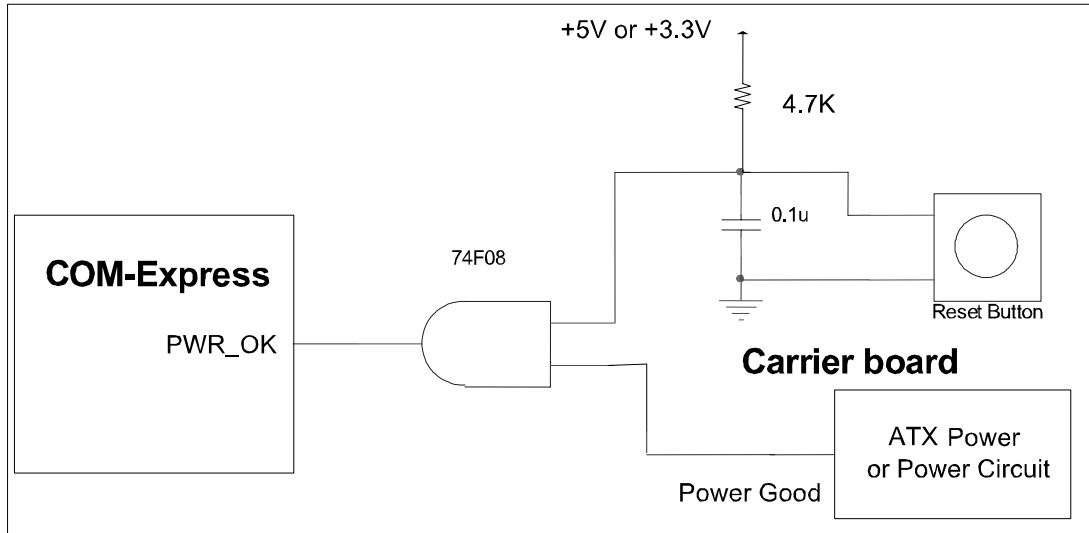 +5V or +3.3V
4.7K
0.1u
74F08
COM-Express
PWR_OK
Reset Button
Carrier board
ATX Power
or Power Circuit
Power Good